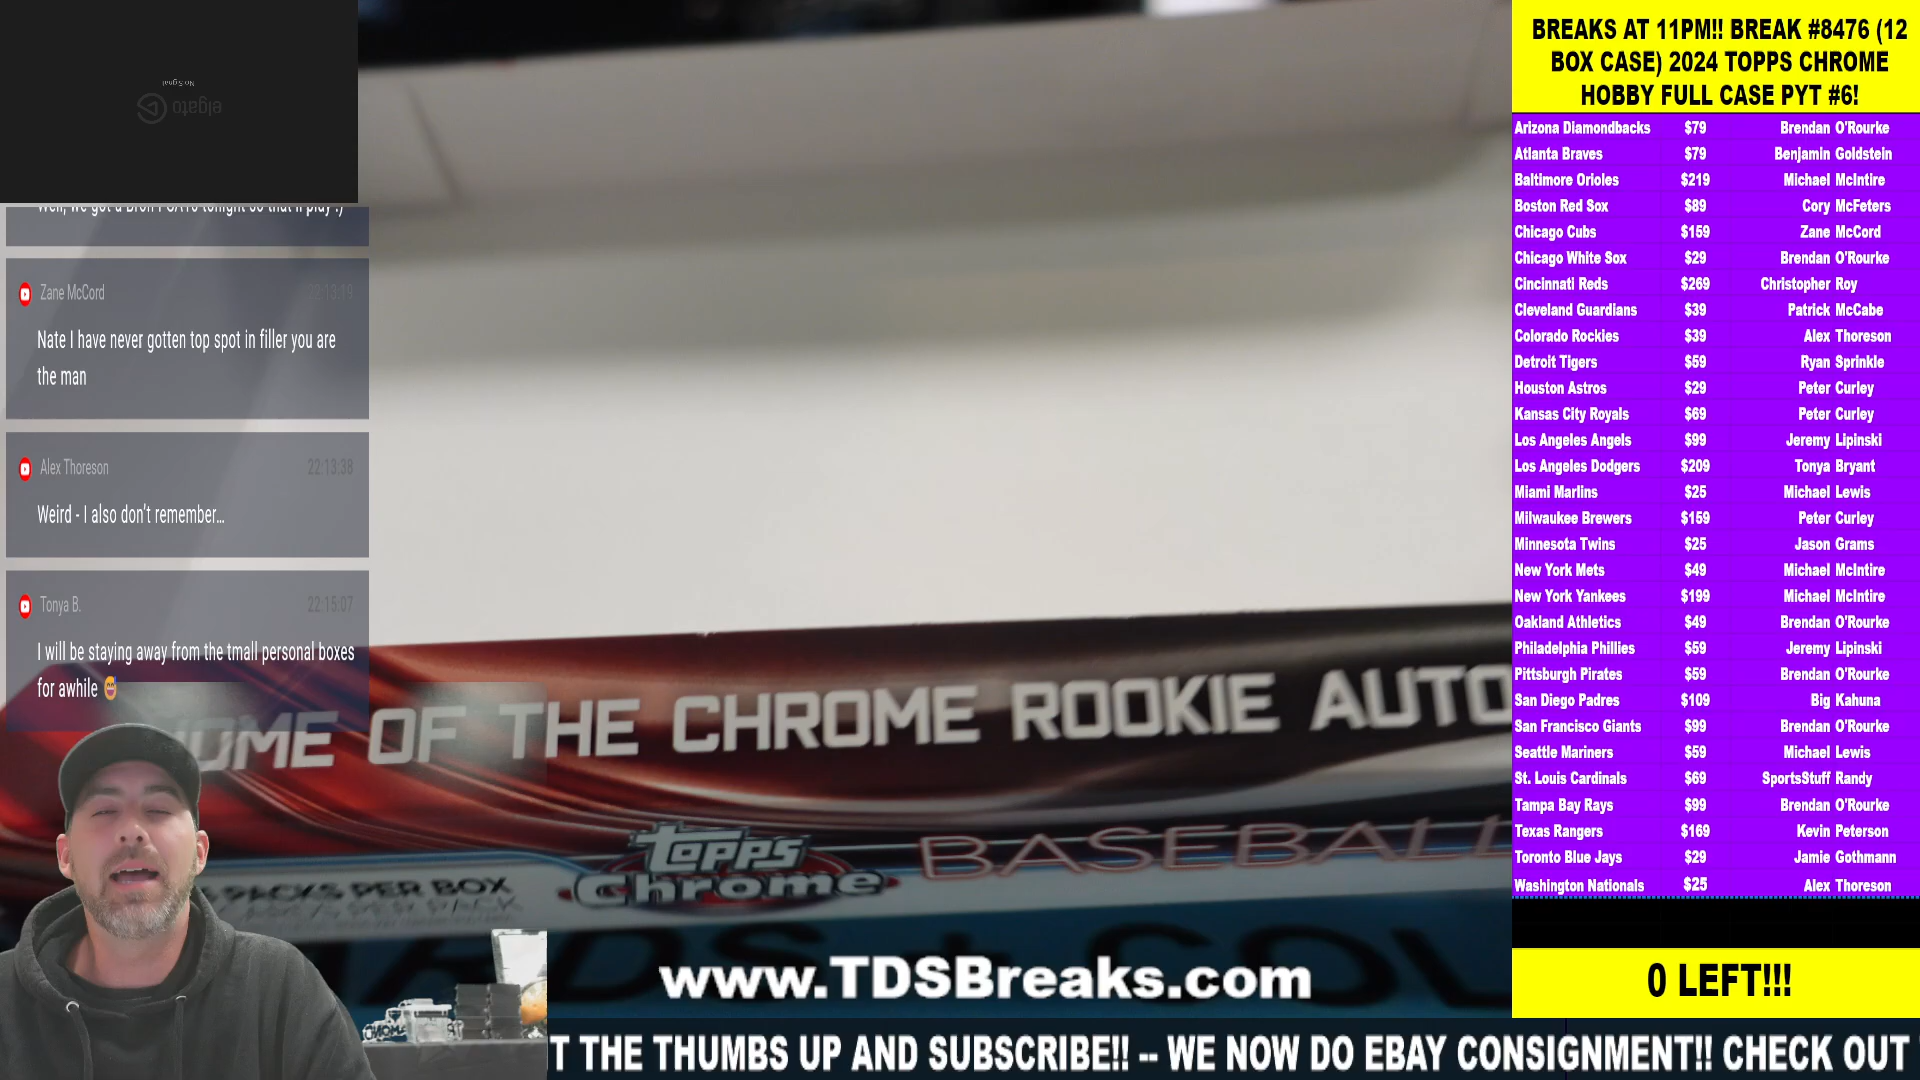 No Signal
elgato
Zane McCord 22:13:19
Nate I have never gotten top spot in filler you are
the man
Alex Thoreson 22:13:38
Weird - I also don't remember...
Tonya B. 22:15:07
I will be staying away from the tmall personal boxes
for awhile 😅
OF THE CHROME ROOKIE AUTO
PACKS PER BOX
Topps
Chrome
BASEBALL
www.TDSBreaks.com
T THE THUMBS UP AND SUBSCRIBE!! -- WE NOW DO EBAY CONSIGNMENT!! CHECK OUT
BREAKS AT 11PM!! BREAK #8476 (12
BOX CASE) 2024 TOPPS CHROME
HOBBY FULL CASE PYT #6!
Arizona Diamondbacks $79 Brendan O'Rourke
Atlanta Braves $79 Benjamin Goldstein
Baltimore Orioles $219 Michael McIntire
Boston Red Sox $89 Cory McFeters
Chicago Cubs $159 Zane McCord
Chicago White Sox $29 Brendan O'Rourke
Cincinnati Reds $269 Christopher Roy
Cleveland Guardians $39 Patrick McCabe
Colorado Rockies $39 Alex Thoreson
Detroit Tigers $59 Ryan Sprinkle
Houston Astros $29 Peter Curley
Kansas City Royals $69 Peter Curley
Los Angeles Angels $99 Jeremy Lipinski
Los Angeles Dodgers $209 Tonya Bryant
Miami Marlins $25 Michael Lewis
Milwaukee Brewers $159 Peter Curley
Minnesota Twins $25 Jason Grams
New York Mets $49 Michael McIntire
New York Yankees $199 Michael McIntire
Oakland Athletics $49 Brendan O'Rourke
Philadelphia Phillies $59 Jeremy Lipinski
Pittsburgh Pirates $59 Brendan O'Rourke
San Diego Padres $109 Big Kahuna
San Francisco Giants $99 Brendan O'Rourke
Seattle Mariners $59 Michael Lewis
St. Louis Cardinals $69 SportsStuff Randy
Tampa Bay Rays $99 Brendan O'Rourke
Texas Rangers $169 Kevin Peterson
Toronto Blue Jays $29 Jamie Gothmann
Washington Nationals $25 Alex Thoreson
0 LEFT!!!